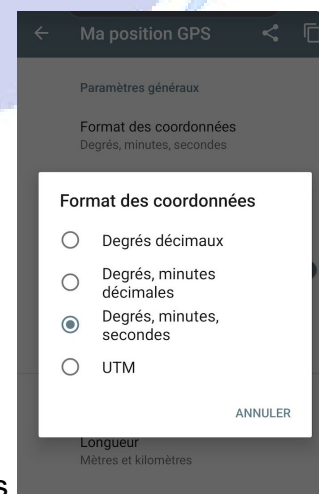 Ma position GPS
Paramètres généraux
Format des coordonnées
Degrés, minutes, secondes
Format des coordonnées
Degrés décimaux
Degrés, minutes
décimales
Degrés, minutes,
secondes
UTM
ANNULER
Longueur
Mètres et kilomètres
s